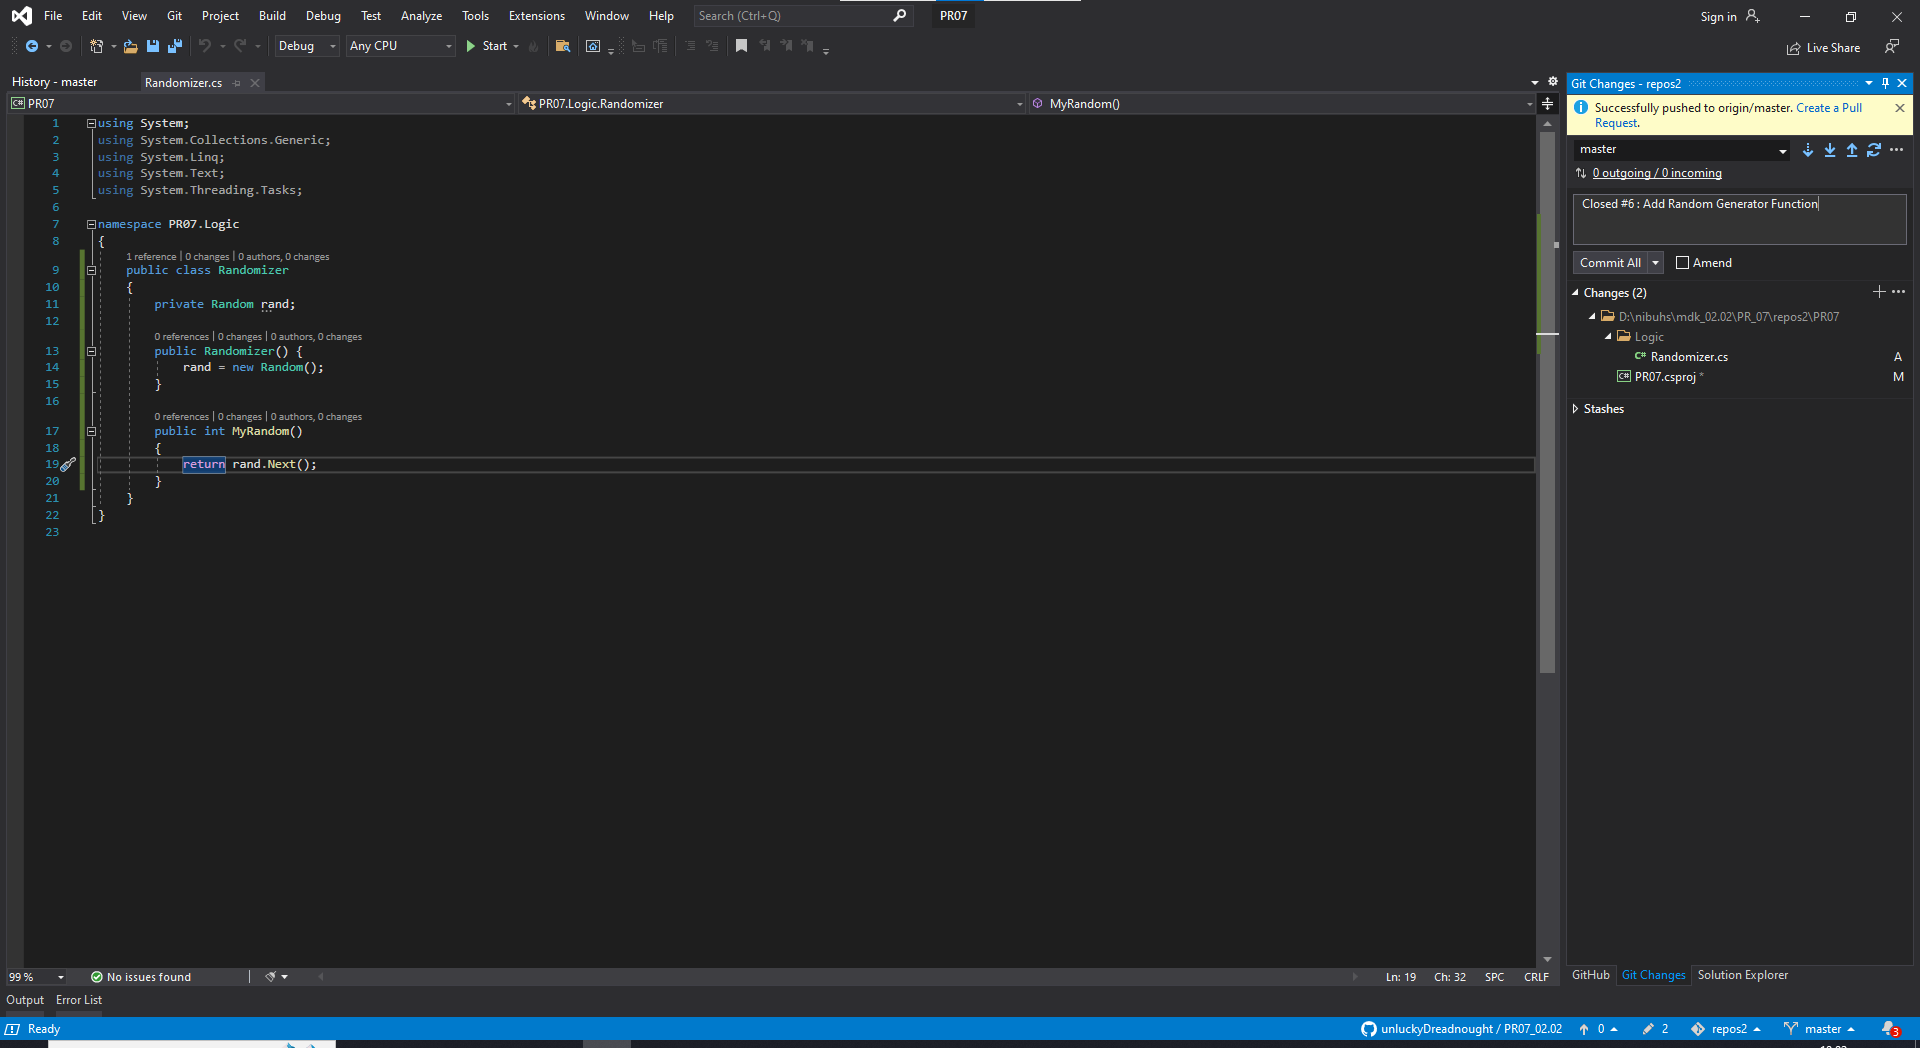 File Edit View Git Project Build Debug Test Analyze Tools Extensions Window Help Search (Ctrl+Q) PR07 Sign in
Debug Any CPU Start Live Share
History - master Randomizer.cs
PR07 PR07.Logic.Randomizer MyRandom()
1 using System;
2 using System.Collections.Generic;
3 using System.Linq;
4 using System.Text;
5 using System.Threading.Tasks;
6
7 namespace PR07.Logic
8 {
1 reference | 0 changes | 0 authors, 0 changes
9 public class Randomizer
10 {
11 private Random rand;
12
0 references | 0 changes | 0 authors, 0 changes
13 public Randomizer() {
14 rand = new Random();
15 }
16
0 references | 0 changes | 0 authors, 0 changes
17 public int MyRandom()
18 {
19 return rand.Next();
20 }
21 }
22 }
23
99 % No issues found Ln: 19 Ch: 32 SPC CRLF
Git Changes - repos2
Successfully pushed to origin/master. Create a Pull
Request.
master
0 outgoing / 0 incoming
Closed #6 : Add Random Generator Function
Commit All Amend
Changes (2)
D:\nibuhs\mdk_02.02\PR_07\repos2\PR07
Logic
C# Randomizer.cs A
C# PR07.csproj * M
Stashes
GitHub Git Changes Solution Explorer
Output Error List
Ready unluckyDreadnought / PR07_02.02 0 2 repos2 master 3